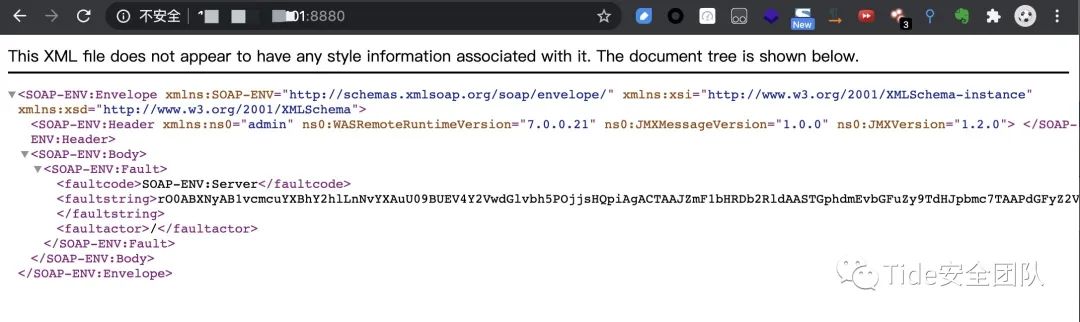 不安全
01:8880
New
3
This XML file does not appear to have any style information associated with it. The document tree is shown below.
▼<SOAP-ENV:Envelope xmlns:SOAP-ENV="http://schemas.xmlsoap.org/soap/envelope/" xmlns:xsi="http://www.w3.org/2001/XMLSchema-instance"
xmlns:xsd="http://www.w3.org/2001/XMLSchema">
<SOAP-ENV:Header xmlns:ns0="admin" ns0:WASRemoteRuntimeVersion="7.0.0.21" ns0:JMXMessageVersion="1.0.0" ns0:JMXVersion="1.2.0"> </SOAP-
ENV:Header>
▼<SOAP-ENV:Body>
▼<SOAP-ENV:Fault>
<faultcode>SOAP-ENV:Server</faultcode>
<faultstring>rO0ABXNyAB1vcmcuYXBhY2hlLnNvYXAuU09BUEV4Y2VwdGlvbh5POjjsHQpiAgACTAAJZmF1bHRDb2RldAASTGphdmEvbGFuZy9TdHJpbmc7TAAPdGFyZ2V
</faultstring>
<faultactor>/</faultactor>
</SOAP-ENV:Fault>
</SOAP-ENV:Body>
</SOAP-ENV:Envelope>
Tide安全团队